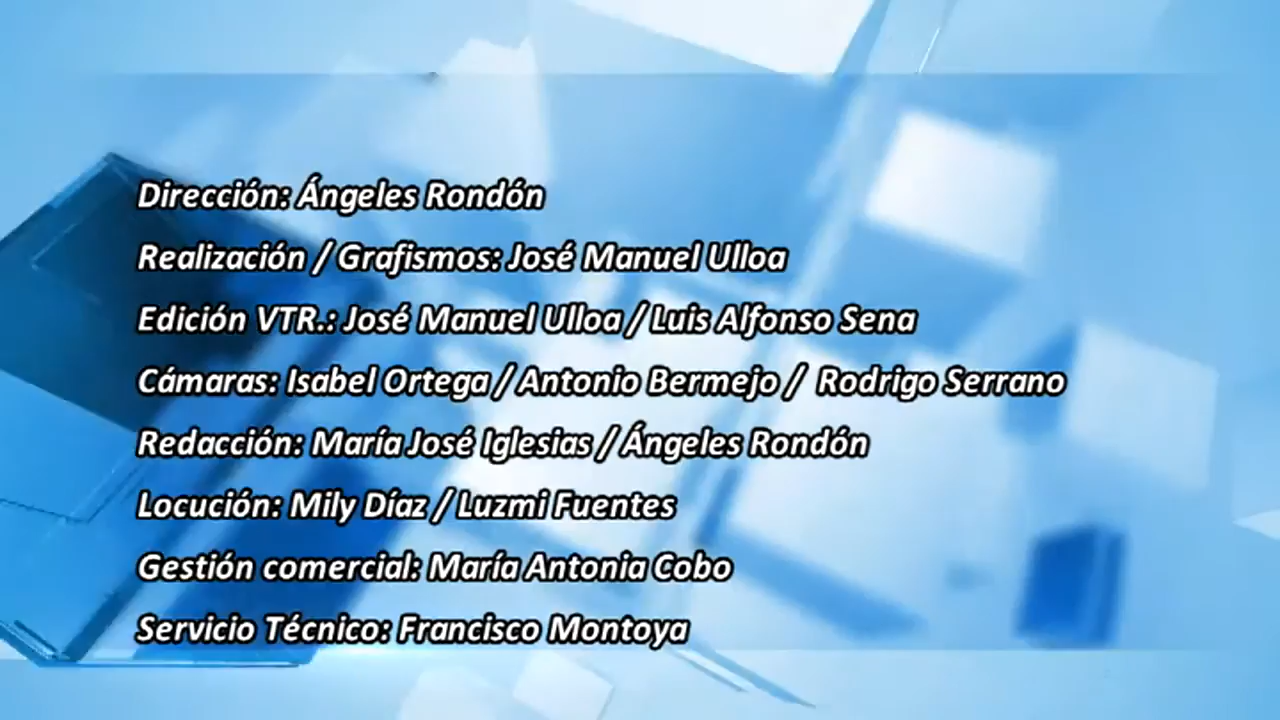 Dirección: Ángeles Rondón
Realización / Grafismos: José Manuel Ulloa
Edición VTR.: José Manuel Ulloa / Luis Alfonso Sena
Cámaras: Isabel Ortega / Antonio Bermejo / Rodrigo Serrano
Redacción: María José Iglesias / Ángeles Rondón
Locución: Mily Díaz / Luzmi Fuentes
Gestión comercial: María Antonia Cobo
Servicio Técnico: Francisco Montoya